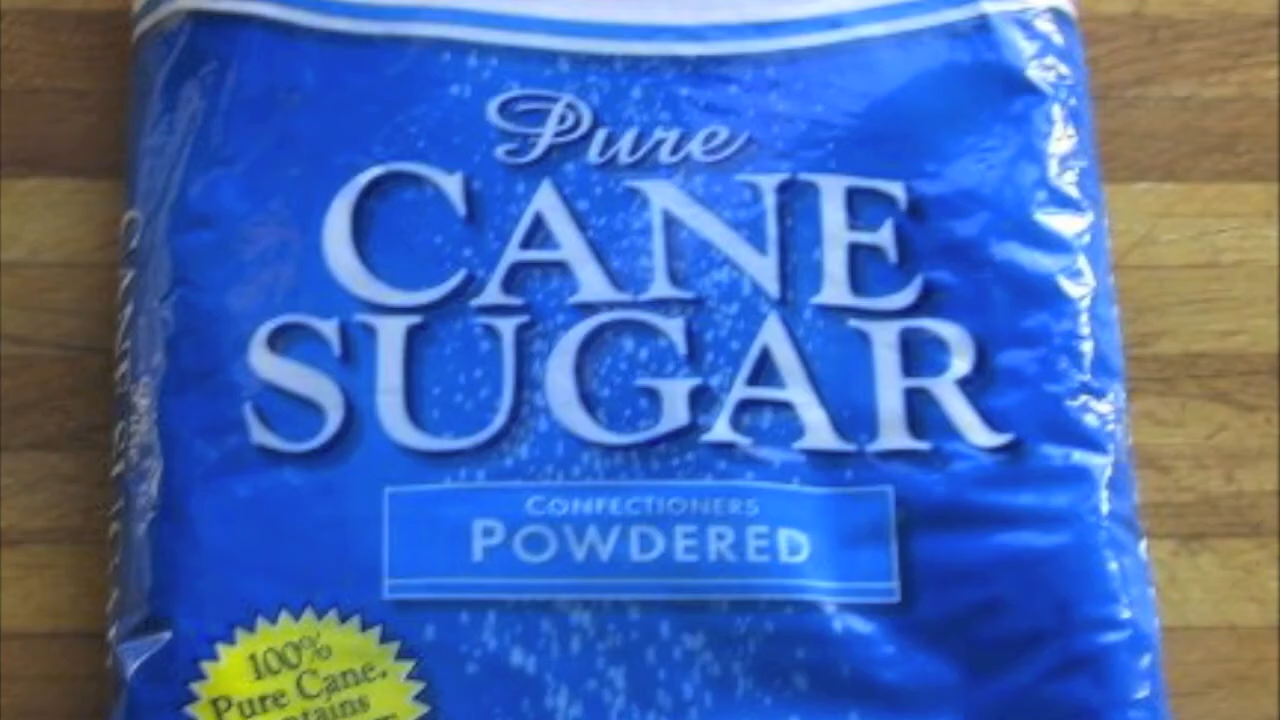 Pure
CANE
SUGAR
CONFECTIONERS
POWDERED
100%
Pure Cane.